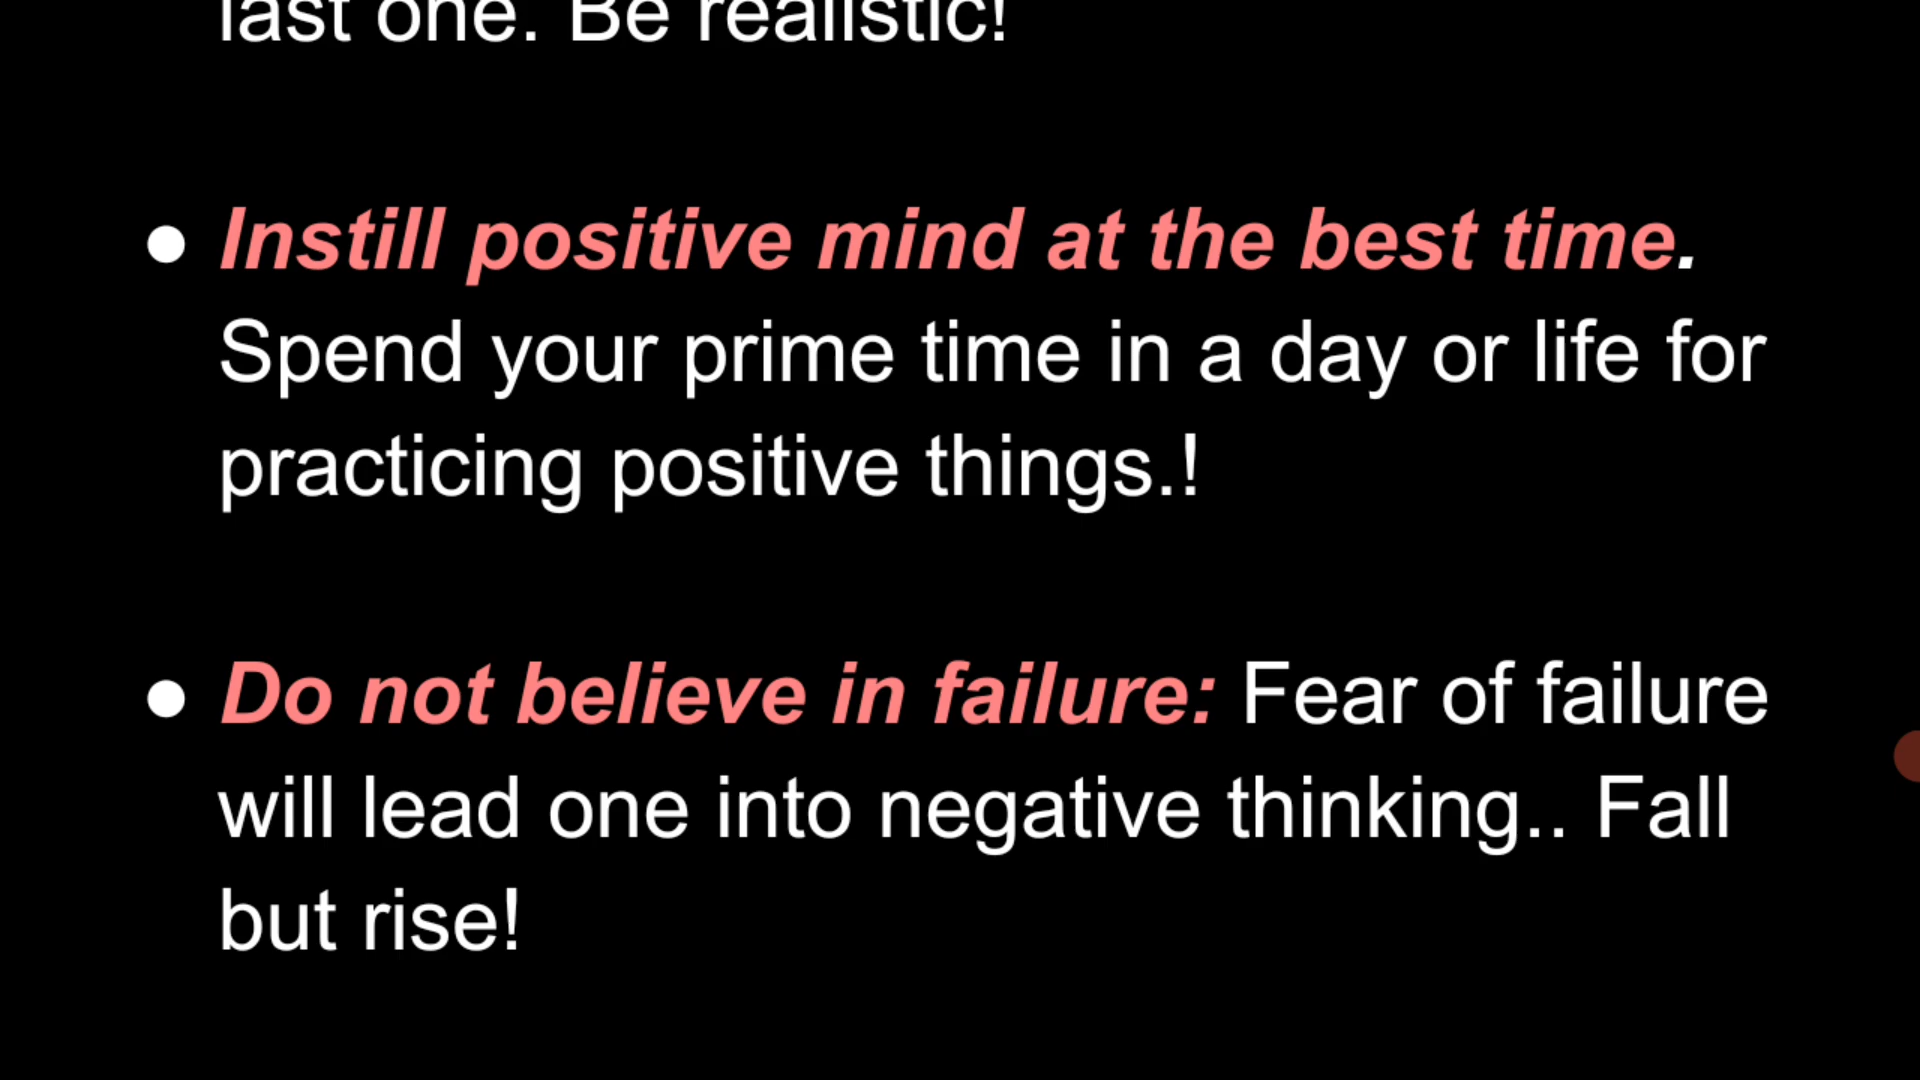 last one. Be realistic!
● Instill positive mind at the best time.
Spend your prime time in a day or life for
practicing positive things.!
● Do not believe in failure: Fear of failure
will lead one into negative thinking.. Fall
but rise!